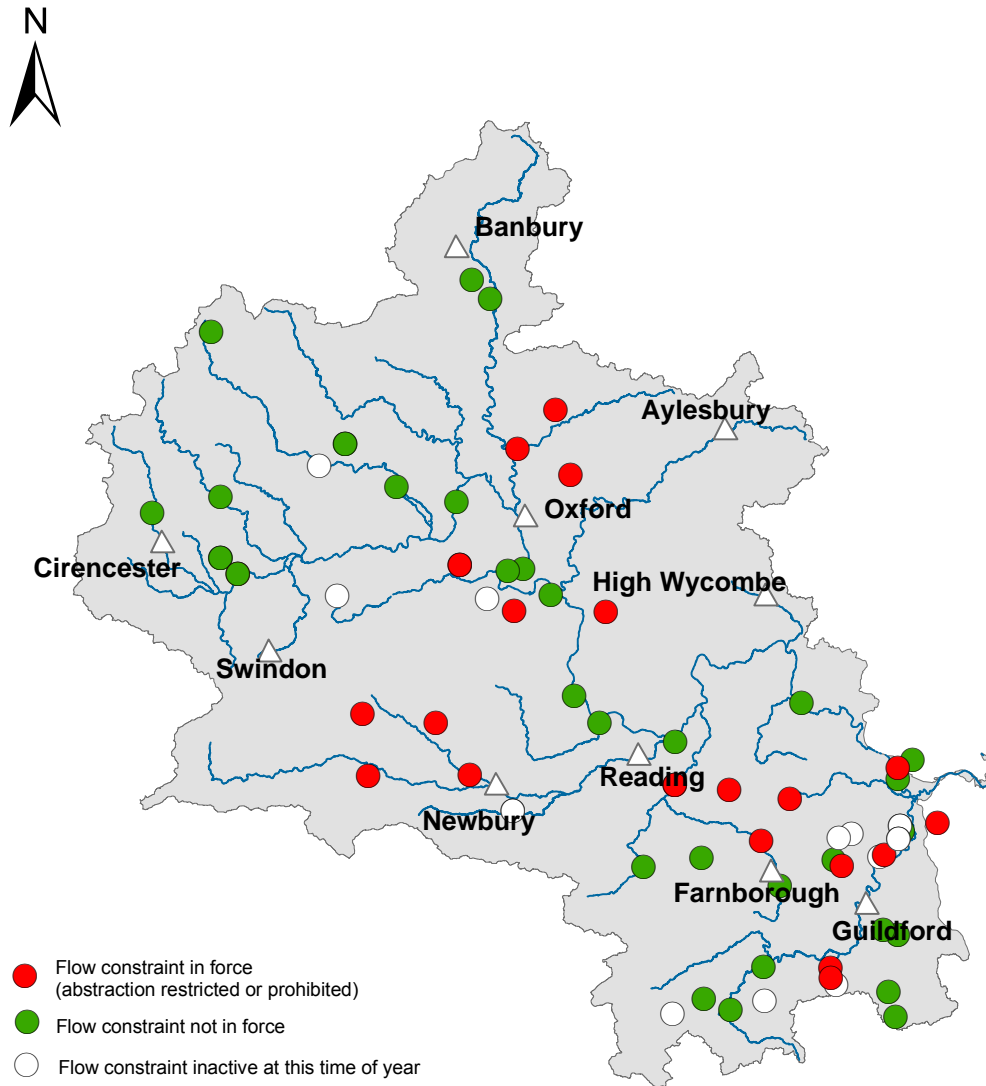 N
Banbury
Aylesbury
Oxford
Cirencester
High Wycombe
Swindon
Reading
Newbury
Farnborough
Guildford
Flow constraint in force
(abstraction restricted or prohibited)
Flow constraint not in force
Flow constraint inactive at this time of year